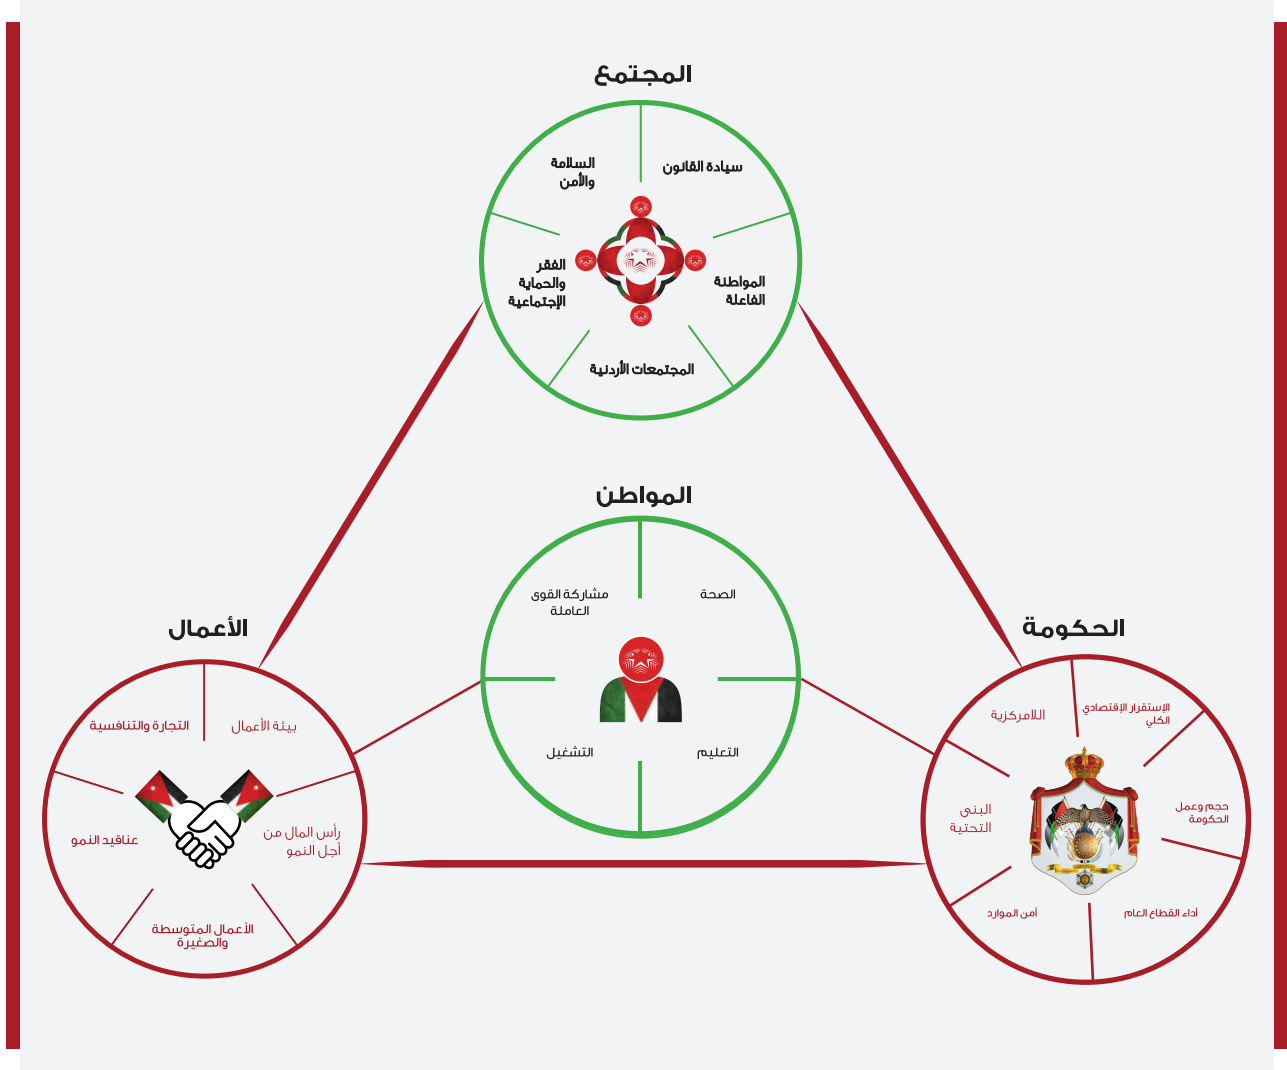 المجتمع
سيادة القانون
السلامة
والأمن
المواطنة
الفاعلة
الفقر
والحماية
الإجتماعية
المجتمعات الأردنية
المواطن
الصحة
مشاركة القوى
العاملة
التعليم
التشغيل
الحكومة
الإستقرار الإقتصادي
الكلي
اللامركزية
حجم وعمل
الحكومة
البنى
التحتية
أداء القطاع العام
أمن الموارد
الأعمال
بيئة الأعمال
التجارة والتنافسية
رأس المال من
أجل النمو
عناقيد النمو
الأعمال المتوسطة
والصغيرة